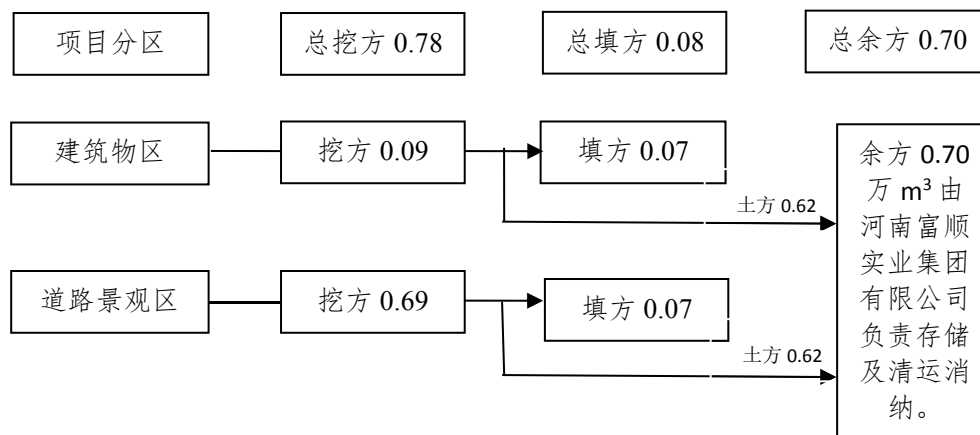 项目分区
总挖方 0.78
总填方 0.08
总余方 0.70
建筑物区
挖方 0.09
填方 0.07
土方 0.62
道路景观区
挖方 0.69
填方 0.07
土方 0.62
余方 0.70
万 m³ 由
河南富顺
实业集团
有限公司
负责存储
及清运消
纳。